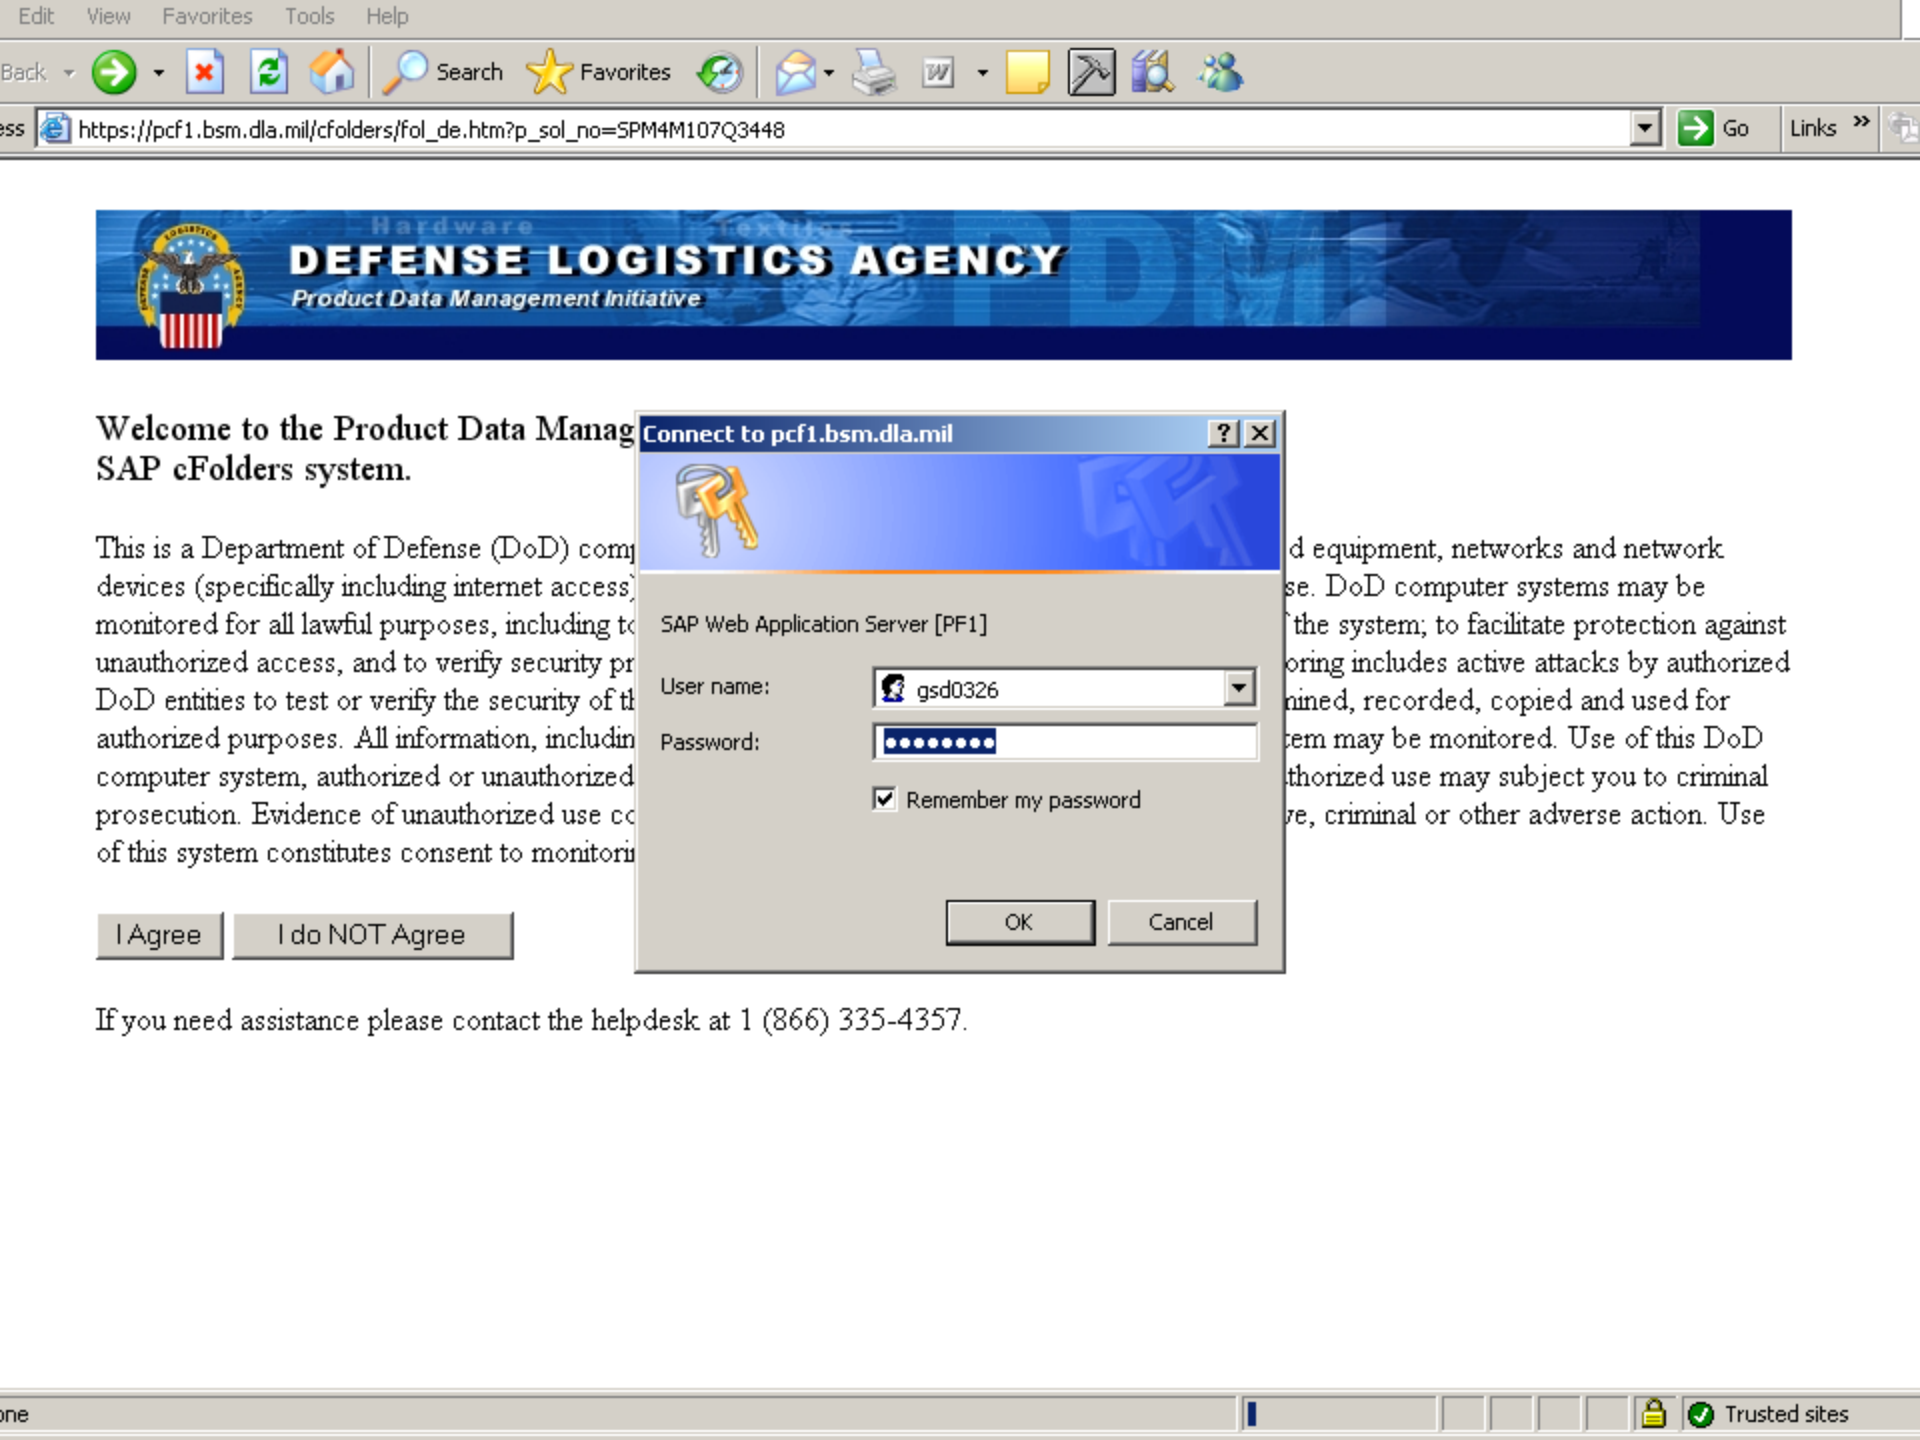 Edit View Favorites Tools Help
Back Search Favorites
ess https://pcf1.bsm.dla.mil/cfolders/fol_de.htm?p_sol_no=SPM4M107Q3448 Go Links »
Hardware Textiles PDMI
DEFENSE LOGISTICS AGENCY
Product Data Management Initiative
Welcome to the Product Data Manag
SAP cFolders system.
This is a Department of Defense (DoD) comp d equipment, networks and network
devices (specifically including internet access) se. DoD computer systems may be
monitored for all lawful purposes, including to the system; to facilitate protection against
unauthorized access, and to verify security pr oring includes active attacks by authorized
DoD entities to test or verify the security of th nined, recorded, copied and used for
authorized purposes. All information, includin tem may be monitored. Use of this DoD
computer system, authorized or unauthorized thorized use may subject you to criminal
prosecution. Evidence of unauthorized use co ve, criminal or other adverse action. Use
of this system constitutes consent to monitori
Connect to pcf1.bsm.dla.mil
SAP Web Application Server [PF1]
User name: gsd0326
Password: ●●●●●●●●
Remember my password
OK Cancel
I Agree I do NOT Agree
If you need assistance please contact the helpdesk at 1 (866) 335-4357.
one Trusted sites